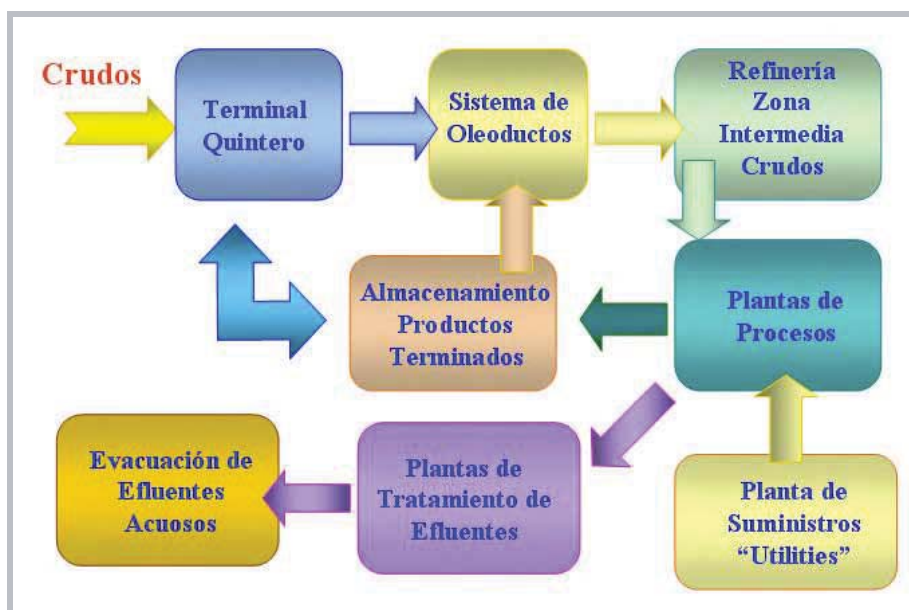 Crudos
Terminal
Quintero
Sistema de
Oleoductos
Refinería
Zona
Intermedia
Crudos
Almacenamiento
Productos
Terminados
Plantas de
Procesos
Evacuación de
Efluentes
Acuosos
Plantas de
Tratamiento de
Efluentes
Planta de
Suministros
“Utilities”